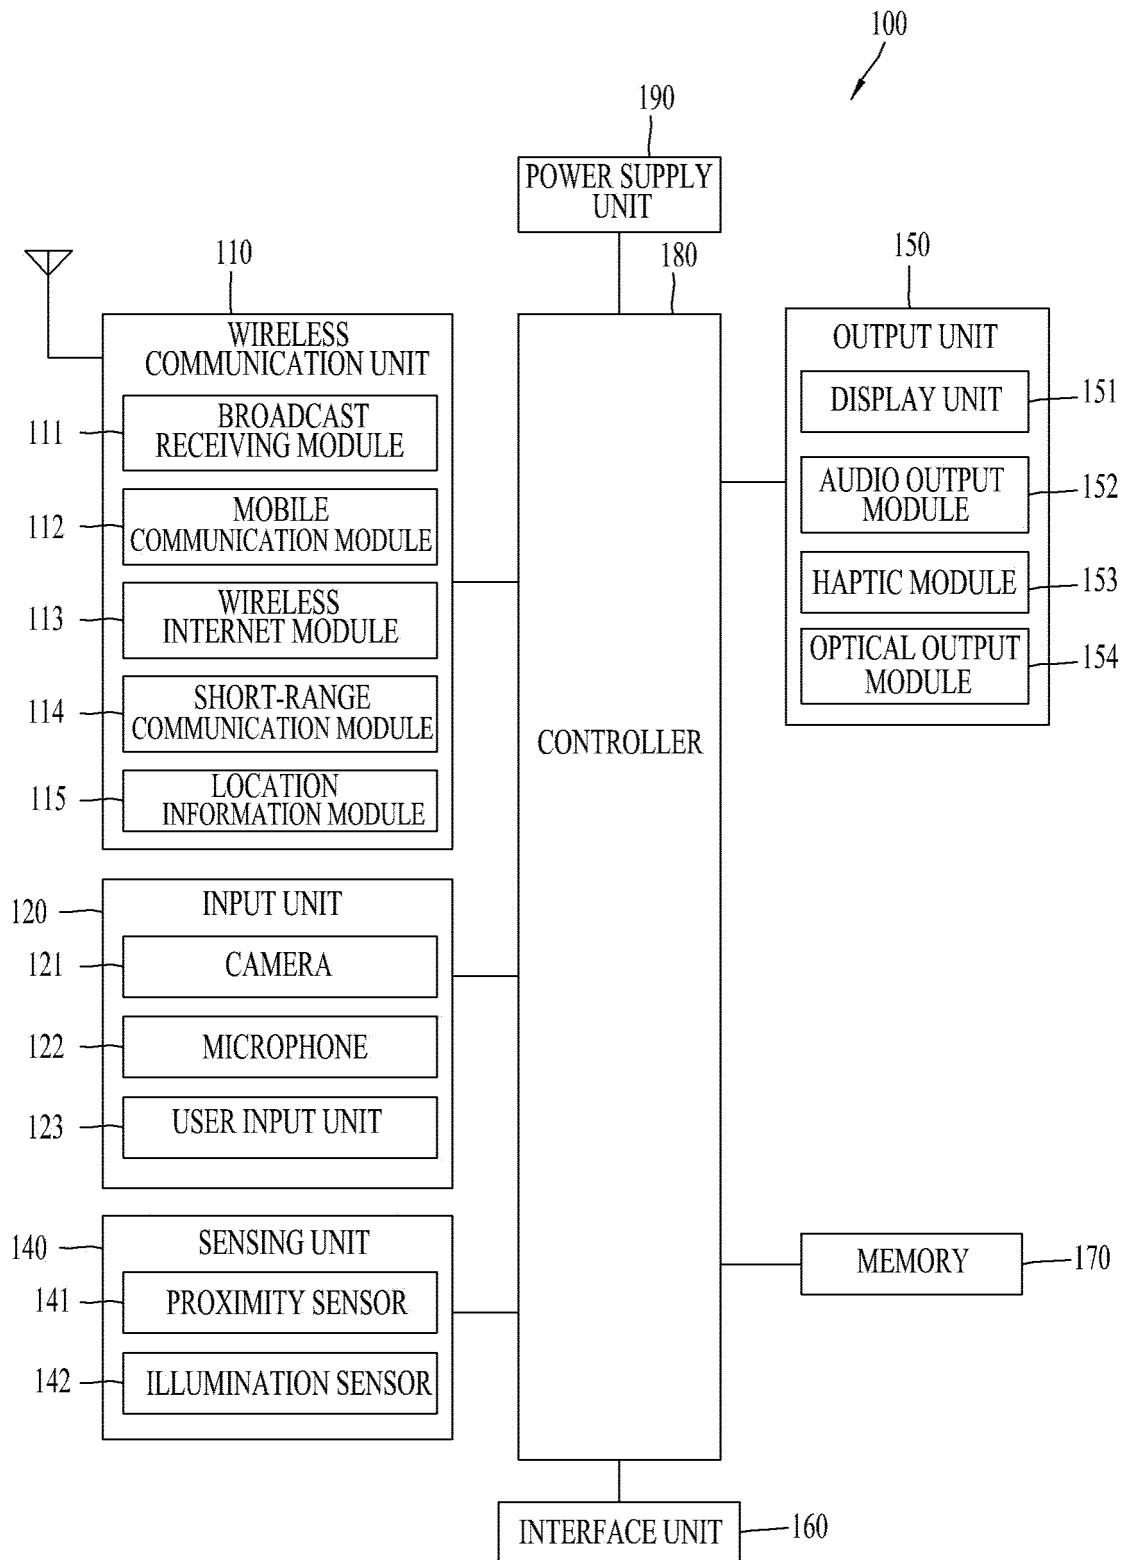 100
190
POWER SUPPLY
UNIT
110
180
150
WIRELESS
COMMUNICATION UNIT
111
BROADCAST
RECEIVING MODULE
112
MOBILE
COMMUNICATION MODULE
113
WIRELESS
INTERNET MODULE
114
SHORT-RANGE
COMMUNICATION MODULE
115
LOCATION
INFORMATION MODULE
120
INPUT UNIT
121
CAMERA
122
MICROPHONE
123
USER INPUT UNIT
140
SENSING UNIT
141
PROXIMITY SENSOR
142
ILLUMINATION SENSOR
CONTROLLER
OUTPUT UNIT
DISPLAY UNIT
151
AUDIO OUTPUT
MODULE
152
HAPTIC MODULE
153
OPTICAL OUTPUT
MODULE
154
MEMORY
170
INTERFACE UNIT
160